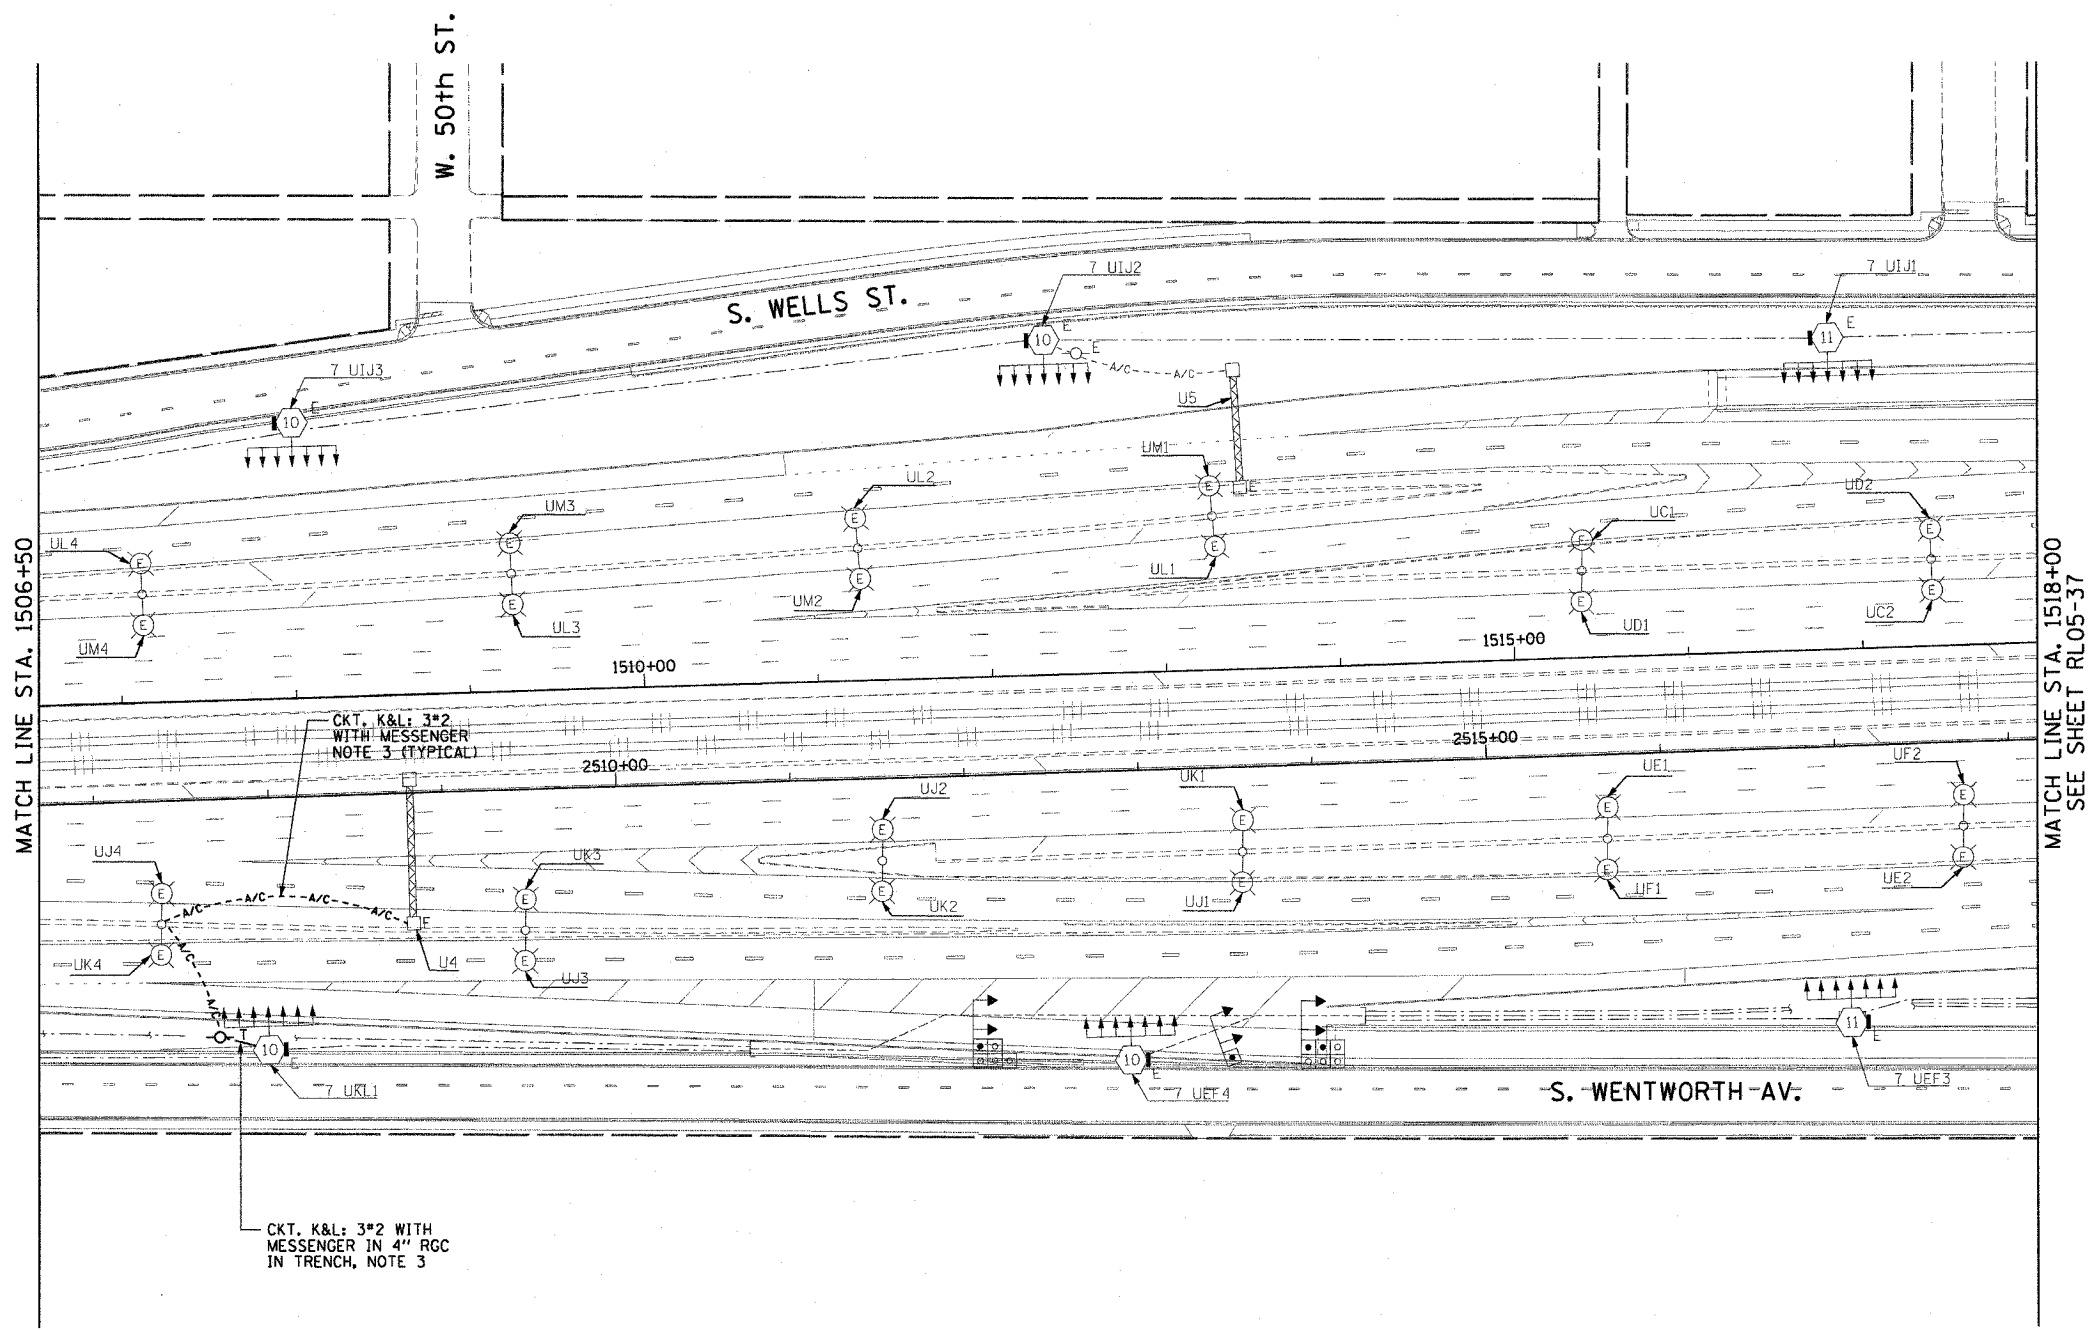 W. 50th ST.
7 UIJ2
7 UIJ1
S. WELLS ST.
10
E
11
E
E
7 UIJ3
A/C
A/C
E
10
U5
UM1
UL2
E
E
UD2
UM3
UC1
UL4
E
E
E
E
E
E
E
UL1
E
E
UM2
E
E
UC2
E
UL3
UD1
UM4
1510+00
1515+00
MATCH LINE STA. 1506+50
MATCH LINE STA. 1518+00
SEE SHEET RL05-37
CKT. K&L: 3#2
WITH MESSENGER
NOTE 3 (TYPICAL)
2510+00
2515+00
UK1
UE1
UF2
UJ2
E
E
E
E
UJ4
UK3
E
E
E
E
E
E
UE2
UF1
UJ1
UK2
A/C
A/C
A/C
A/C
E
UK4
E
U4
E
UJ3
A/C
A/C
T
10
E
7 UKL1
10
E
7 UEF4
11
E
7 UEF3
S. WENTWORTH AV.
CKT. K&L: 3#2 WITH
MESSENGER IN 4" RGC
IN TRENCH, NOTE 3